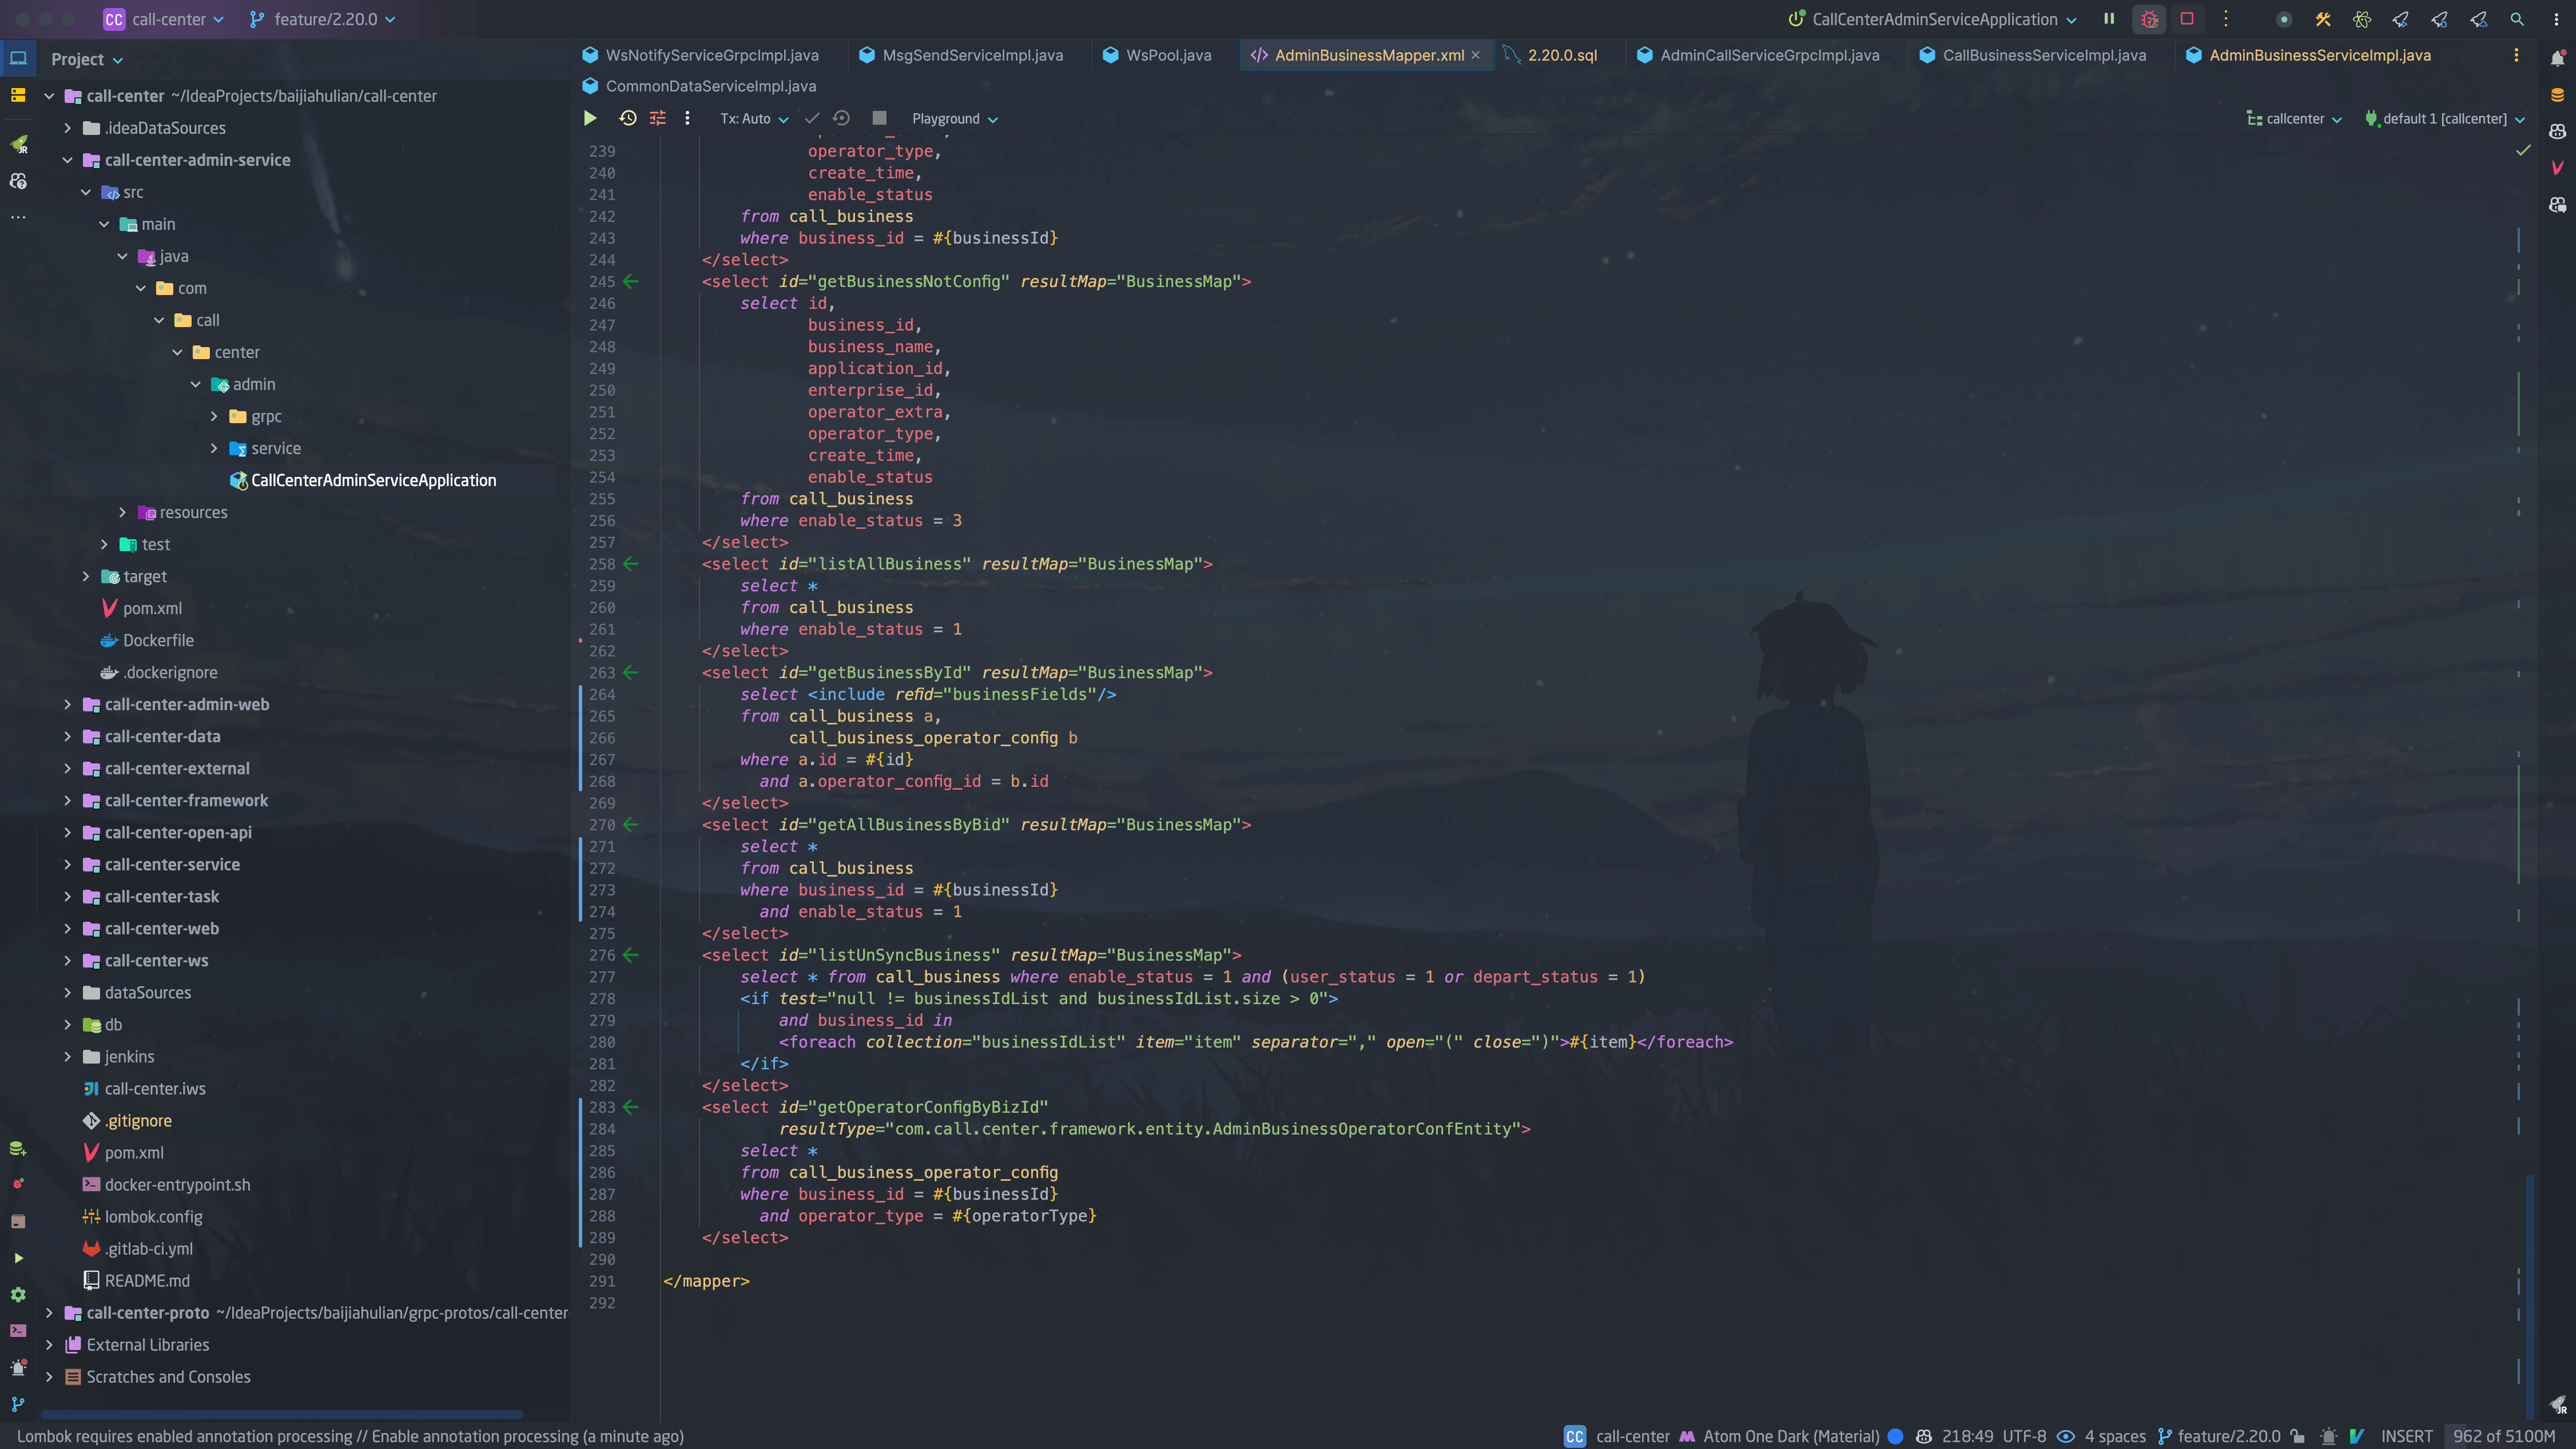 CC call-center feature/2.20.0 CallCenterAdminServiceApplication
Project
WsNotifyServiceGrpcImpl.java MsgSendServiceImpl.java WsPool.java AdminBusinessMapper.xml 2.20.0.sql AdminCallServiceGrpcImpl.java CallBusinessServiceImpl.java AdminBusinessServiceImpl.java
CommonDataServiceImpl.java
Tx: Auto Playground callcenter default 1 [callcenter]
call-center ~/IdeaProjects/baijiahulian/call-center
.ideaDataSources
call-center-admin-service
src
main
java
com
call
center
admin
grpc
service
CallCenterAdminServiceApplication
resources
test
target
pom.xml
Dockerfile
.dockerignore
call-center-admin-web
call-center-data
call-center-external
call-center-framework
call-center-open-api
call-center-service
call-center-task
call-center-web
call-center-ws
dataSources
db
jenkins
call-center.iws
.gitignore
pom.xml
docker-entrypoint.sh
lombok.config
.gitlab-ci.yml
README.md
call-center-proto ~/IdeaProjects/baijiahulian/grpc-protos/call-center
External Libraries
Scratches and Consoles
239 operator_type,
240 create_time,
241 enable_status
242 from call_business
243 where business_id = #{businessId}
244 </select>
245 <select id="getBusinessNotConfig" resultMap="BusinessMap">
246 select id,
247 business_id,
248 business_name,
249 application_id,
250 enterprise_id,
251 operator_extra,
252 operator_type,
253 create_time,
254 enable_status
255 from call_business
256 where enable_status = 3
257 </select>
258 <select id="listAllBusiness" resultMap="BusinessMap">
259 select *
260 from call_business
261 where enable_status = 1
262 </select>
263 <select id="getBusinessById" resultMap="BusinessMap">
264 select <include refid="businessFields"/>
265 from call_business a,
266 call_business_operator_config b
267 where a.id = #{id}
268 and a.operator_config_id = b.id
269 </select>
270 <select id="getAllBusinessByBid" resultMap="BusinessMap">
271 select *
272 from call_business
273 where business_id = #{businessId}
274 and enable_status = 1
275 </select>
276 <select id="listUnSyncBusiness" resultMap="BusinessMap">
277 select * from call_business where enable_status = 1 and (user_status = 1 or depart_status = 1)
278 <if test="null != businessIdList and businessIdList.size > 0">
279 and business_id in
280 <foreach collection="businessIdList" item="item" separator="," open="(" close=")">#{item}</foreach>
281 </if>
282 </select>
283 <select id="getOperatorConfigByBizId"
284 resultType="com.call.center.framework.entity.AdminBusinessOperatorConfEntity">
285 select *
286 from call_business_operator_config
287 where business_id = #{businessId}
288 and operator_type = #{operatorType}
289 </select>
290
291 </mapper>
292
Lombok requires enabled annotation processing // Enable annotation processing (a minute ago) CC call-center Atom One Dark (Material) 218:49 UTF-8 4 spaces feature/2.20.0 INSERT 962 of 5100M